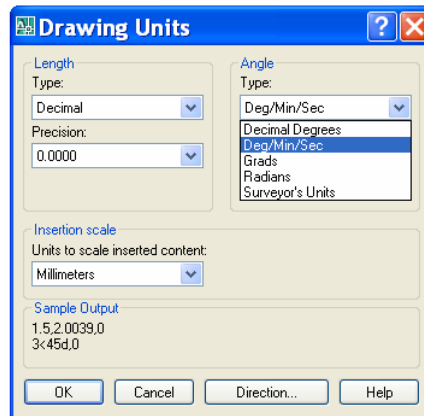 Drawing Units
Length
Type:
Decimal
Precision:
0.0000
Angle
Type:
Deg/Min/Sec
Decimal Degrees
Deg/Min/Sec
Grads
Radians
Surveyor's Units
Insertion scale
Units to scale inserted content:
Millimeters
Sample Output
1.5,2.0039,0
3<45d,0
OK Cancel Direction... Help